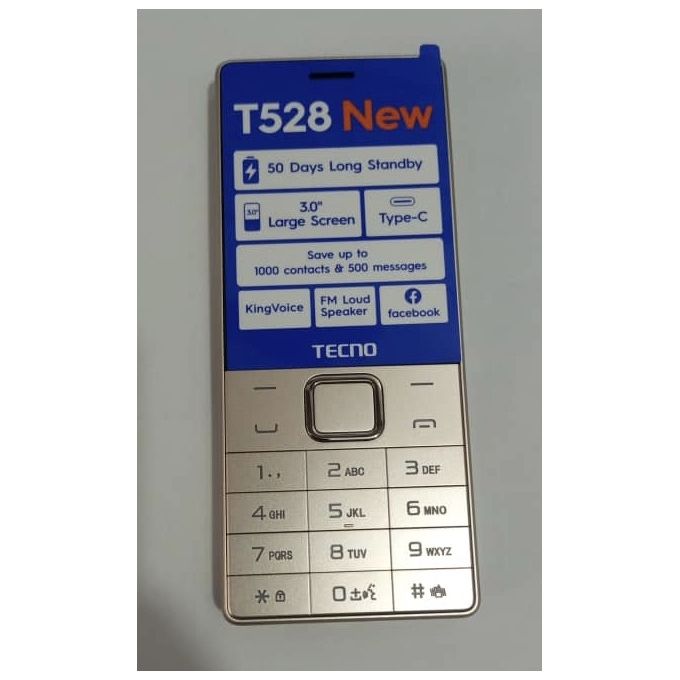 T528 New
50 Days Long Standby
3.0"
3.0"
Large Screen
Type-C
Save up to
1000 contacts & 500 messages
KingVoice
FM Loud
Speaker
facebook
TECNO
1.,
2 ABC
3 DEF
4 GHI
5 JKL
6 MNO
7 PQRS
8 TUV
9 WXYZ
*
0
#